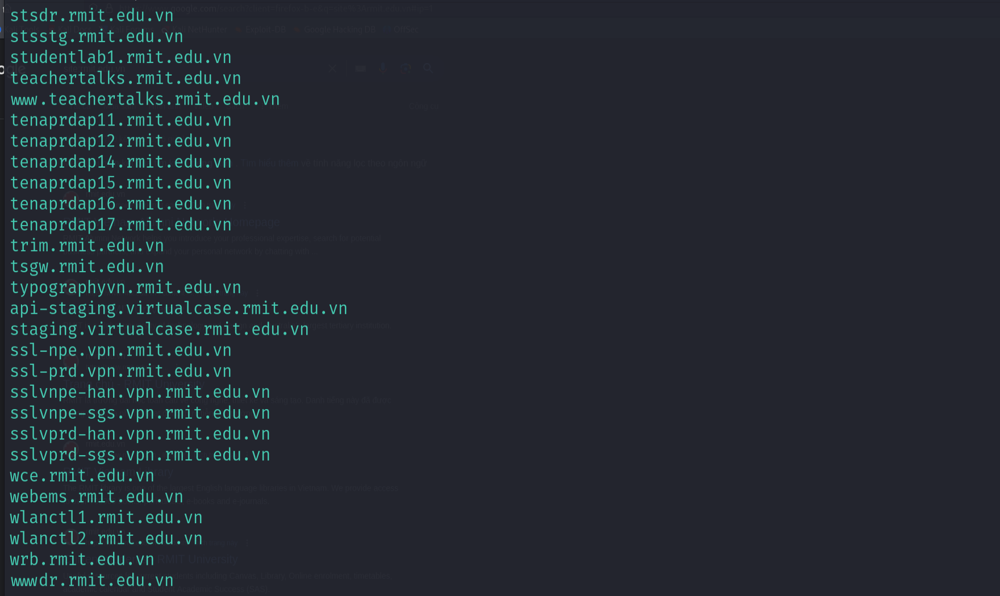 stsdr.rmit.edu.vn
stsstg.rmit.edu.vn
studentlab1.rmit.edu.vn
teachertalks.rmit.edu.vn
www.teachertalks.rmit.edu.vn
tenaprdap11.rmit.edu.vn
tenaprdap12.rmit.edu.vn
tenaprdap14.rmit.edu.vn
tenaprdap15.rmit.edu.vn
tenaprdap16.rmit.edu.vn
tenaprdap17.rmit.edu.vn
trim.rmit.edu.vn
tsgw.rmit.edu.vn
typographyvn.rmit.edu.vn
api-staging.virtualcase.rmit.edu.vn
staging.virtualcase.rmit.edu.vn
ssl-npe.vpn.rmit.edu.vn
ssl-prd.vpn.rmit.edu.vn
sslvnpe-han.vpn.rmit.edu.vn
sslvnpe-sgs.vpn.rmit.edu.vn
sslvprd-han.vpn.rmit.edu.vn
sslvprd-sgs.vpn.rmit.edu.vn
wce.rmit.edu.vn
webems.rmit.edu.vn
wlanctl1.rmit.edu.vn
wlanctl2.rmit.edu.vn
wrb.rmit.edu.vn
wwwdr.rmit.edu.vn